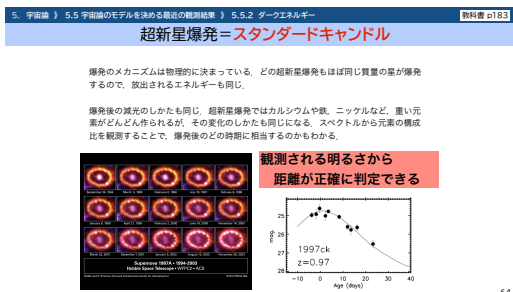 5. 宇宙論 》 5.5 宇宙論のモデルを決める最近の観測結果 》 5.5.2 ダークエネルギー
教科書 p183
超新星爆発=スタンダードキャンドル
爆発のメカニズムは物理的に決まっている．どの超新星爆発もほぼ同じ質量の星が爆発
するので，放出されるエネルギーも同じ．
爆発後の減光のしかたも同じ．超新星爆発ではカルシウムや鉄，ニッケルなど，重い元
素がどんどん作られるが，その変化のしかたも同じになる．スペクトルから元素の構成
比を観測することで，爆発後のどの時期に相当するのかもわかる．
観測される明るさから
距離が正確に判定できる
Supernova 1987A • 1994-2003
Hubble Space Telescope • WFPC2 • ACS
mag.
25
26
27
28
1997ck
z=0.97
-10 0 10 20 30 40
Age (days)